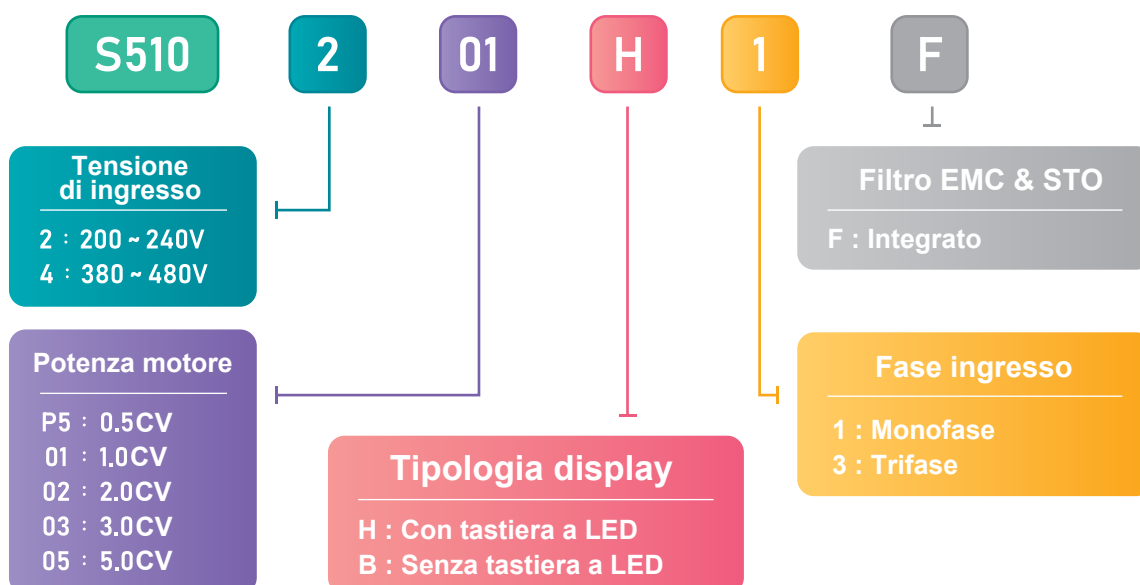 S510 2 01 H 1 F
Tensione
di ingresso
2 : 200 ~ 240V
4 : 380 ~ 480V
Filtro EMC & STO
F : Integrato
Potenza motore
P5 : 0.5CV
01 : 1.0CV
02 : 2.0CV
03 : 3.0CV
05 : 5.0CV
Fase ingresso
1 : Monofase
3 : Trifase
Tipologia display
H : Con tastiera a LED
B : Senza tastiera a LED